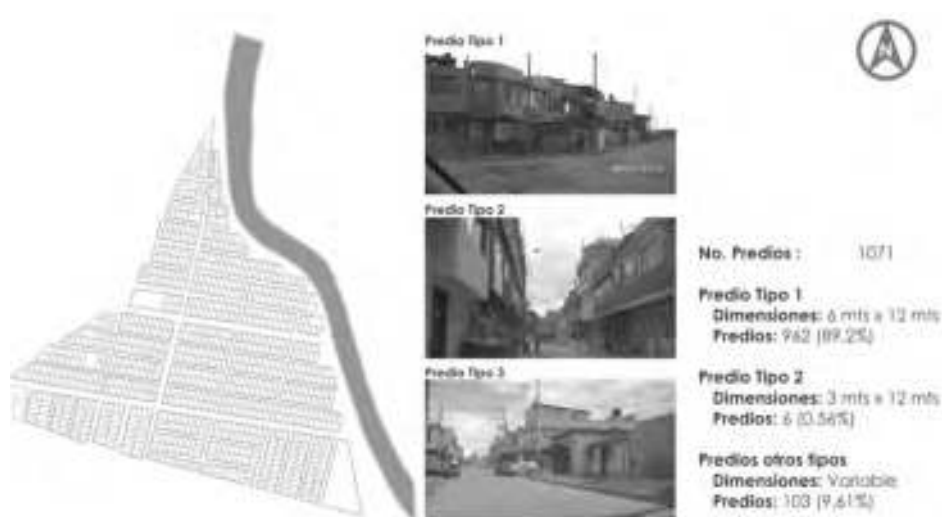 Predio Tipo 1
Predio Tipo 2
Predio Tipo 3
N
No. Predios : 1071
Predio Tipo 1
Dimensiones: 6 mts x 12 mts
Predios: 962 (89.2%)
Predio Tipo 2
Dimensiones: 3 mts x 12 mts
Predios: 6 (0.56%)
Predios otros tipos
Dimensiones: Variable
Predios: 103 (9.61%)